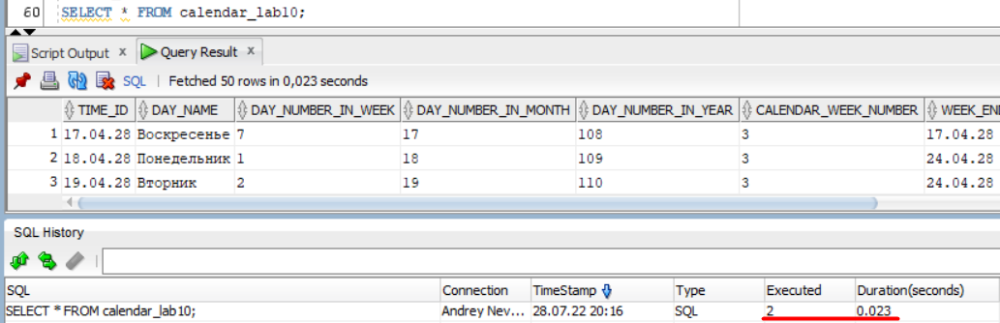 60 SELECT * FROM calendar_lab10;
Script Output x Query Result x
SQL | Fetched 50 rows in 0,023 seconds
TIME_ID DAY_NAME DAY_NUMBER_IN_WEEK DAY_NUMBER_IN_MONTH DAY_NUMBER_IN_YEAR CALENDAR_WEEK_NUMBER WEEK_EN
1 17.04.28 Воскресенье 7 17 108 3 17.04.28
2 18.04.28 Понедельник 1 18 109 3 24.04.28
3 19.04.28 Вторник 2 19 110 3 24.04.28
SQL History
SQL Connection TimeStamp Type Executed Duration(seconds)
SELECT * FROM calendar_lab10; Andrey Nev... 28.07.22 20:16 SQL 2 0.023